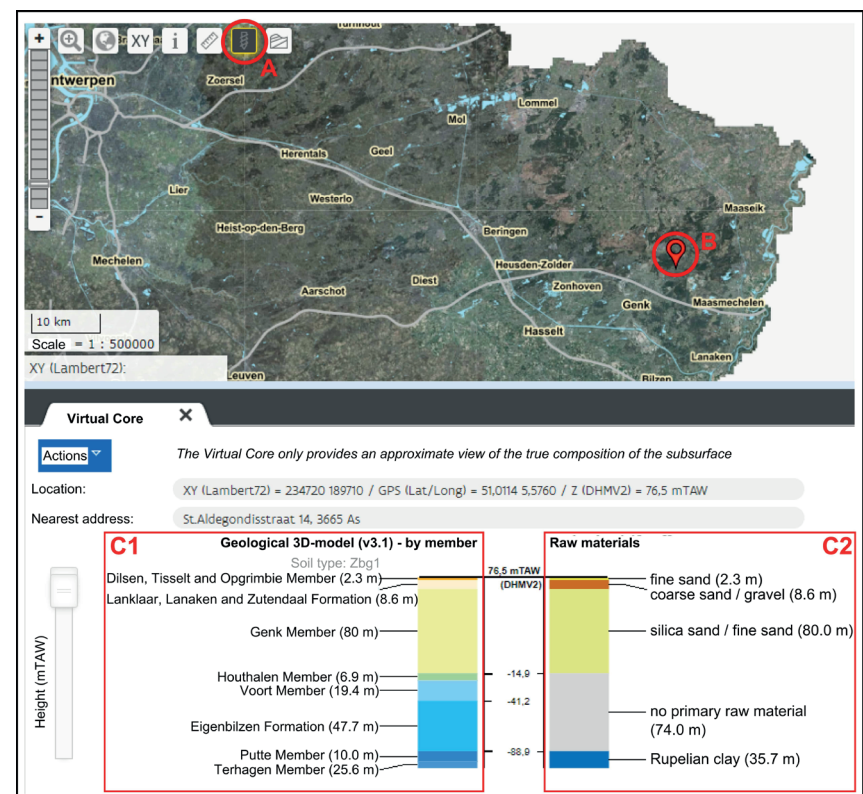 Turnhout
+
XY
i
A
ntwerpen
Zoersel
Lommel
Mol
Herentals
Geel
Lier
Westerlo
Maaseik
-
Heist-op-den-Berg
Beringen
B
Mechelen
Heusden-Zolder
Diest
Zonhoven
Aarschot
Genk
Maasmechelen
10 km
Hasselt
Scale = 1 : 500000
Lanaken
XY (Lambert72):
Leuven
Bilzen
Virtual Core ×
Actions
The Virtual Core only provides an approximate view of the true composition of the subsurface
Location:
XY (Lambert72) = 234720 189710 / GPS (Lat/Long) = 51,0114 5,5760 / Z (DHMV2) = 76,5 mTAW
Nearest address:
St.Aldegondisstraat 14, 3665 As
C1
Geological 3D-model (v3.1) - by member
Raw materials
C2
Soil type: Zbg1
76,5 mTAW
(DHMV2)
Dilsen, Tisselt and Opgrimbie Member (2.3 m)
fine sand (2.3 m)
Lanklaar, Lanaken and Zutendaal Formation (8.6 m)
coarse sand / gravel (8.6 m)
Genk Member (80 m)
silica sand / fine sand (80.0 m)
Houthalen Member (6.9 m)
-14,9
Voort Member (19.4 m)
-41,2
Eigenbilzen Formation (47.7 m)
no primary raw material
(74.0 m)
Putte Member (10.0 m)
-88,9
Rupelian clay (35.7 m)
Terhagen Member (25.6 m)
Height (mTAW)